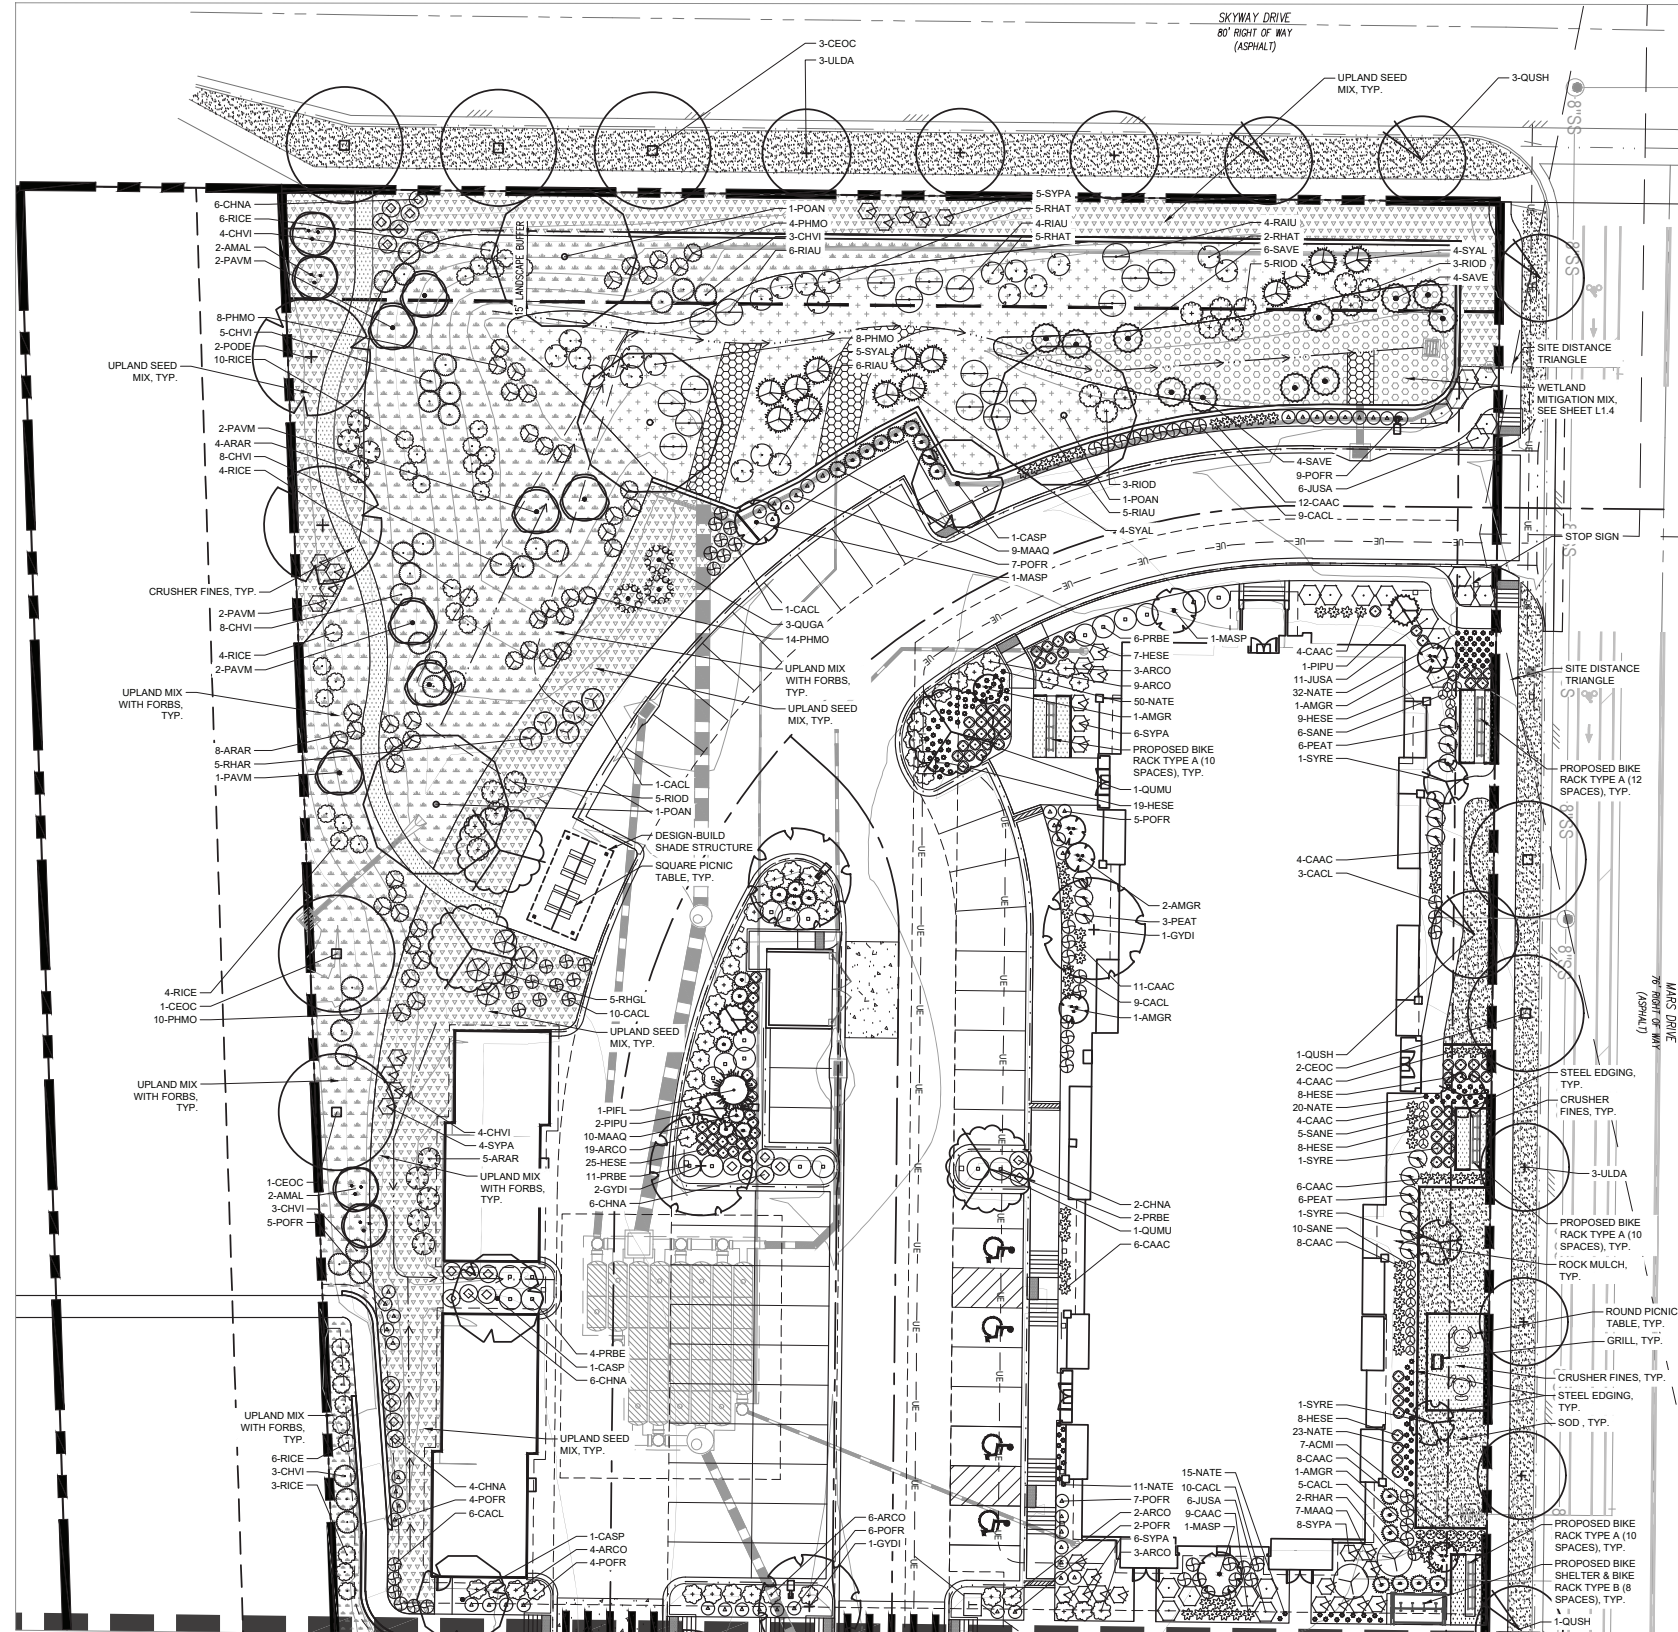 SKYWAY DRIVE
80' RIGHT OF WAY
(ASPHALT)
3-CEOC
3-ULDA
UPLAND SEED
MIX, TYP.
3-QUSH
8"SS
6-CHNA
6-RICE
4-CHVI
2-AMAL
2-PAVM
15' LANDSCAPE BUFFER
1-POAN
4-PHMO
3-CHVI
6-RIAU
5-SYPA
5-RHAT
4-RIAU
5-RHAT
4-RAIU
2-RHAT
6-SAVE
5-RIOD
4-SYAL
3-RIOD
4-SAVE
8"SS
8-PHMO
5-CHVI
2-PODE
10-RICE
UPLAND SEED
MIX, TYP.
8-PHMO
5-SYAL
6-RIAU
SITE DISTANCE
TRIANGLE
WETLAND
MITIGATION MIX,
SEE SHEET L1.4
2-PAVM
4-ARAR
8-CHVI
4-RICE
4-SAVE
9-POFR
6-JUSA
12-CAAC
9-CACL
3-RIOD
1-POAN
5-RIAU
4-SYAL
STOP SIGN
1-CASP
9-MAAQ
7-POFR
1-MASP
UE
UE
UE
UE
UE
UE
8"SS
CRUSHER FINES, TYP.
2-PAVM
8-CHVI
4-RICE
2-PAVM
1-CACL
3-QUGA
14-PHMO
UPLAND MIX
WITH FORBS,
TYP.
UPLAND SEED
MIX, TYP.
6-PRBE
7-HESE
3-ARCO
9-ARCO
50-NATE
1-AMGR
6-SYPA
PROPOSED BIKE
RACK TYPE A (10
SPACES), TYP.
1-QUMU
19-HESE
5-POFR
1-MASP
4-CAAC
1-PIPU
11-JUSA
32-NATE
1-AMGR
9-HESE
6-SANE
6-PEAT
1-SYRE
SITE DISTANCE
TRIANGLE
8"SS
PROPOSED BIKE
RACK TYPE A (12
SPACES), TYP.
UPLAND MIX
WITH FORBS,
TYP.
8-ARAR
5-RHAR
1-PAVM
1-CACL
5-RIOD
1-POAN
DESIGN-BUILD
SHADE STRUCTURE
SQUARE PICNIC
TABLE, TYP.
8"SS
4-CAAC
3-CACL
2-AMGR
3-PEAT
1-GYDI
8"SS
11-CAAC
9-CACL
1-AMGR
4-RICE
1-CEOC
10-PHMO
5-RHGL
10-CACL
UPLAND SEED
MIX, TYP.
MARS DRIVE
76' RIGHT OF WAY
(ASPHALT)
1-QUSH
2-CEOC
4-CAAC
8-HESE
20-NATE
4-CAAC
5-SANE
8-HESE
1-SYRE
6-CAAC
6-PEAT
1-SYRE
10-SANE
8-CAAC
STEEL EDGING,
TYP.
CRUSHER
FINES, TYP.
3-ULDA
PROPOSED BIKE
RACK TYPE A (10
SPACES), TYP.
ROCK MULCH,
TYP.
UPLAND MIX
WITH FORBS,
TYP.
4-CHVI
4-SYPA
5-ARAR
UPLAND MIX
WITH FORBS,
TYP.
1-PIFL
2-PIPU
10-MAAQ
19-ARCO
25-HESE
11-PRBE
2-GYDI
6-CHNA
1-CEOC
2-AMAL
3-CHVI
5-POFR
2-CHNA
2-PRBE
1-QUMU
6-CAAC
ROUND PICNIC
TABLE, TYP.
GRILL, TYP.
CRUSHER FINES, TYP.
STEEL EDGING,
TYP.
SOD , TYP.
4-PRBE
1-CASP
6-CHNA
UPLAND MIX
WITH FORBS,
TYP.
6-RICE
3-CHVI
3-RICE
UPLAND SEED
MIX, TYP.
4-CHNA
4-POFR
6-CACL
1-SYRE
8-HESE
23-NATE
7-ACMI
8-CAAC
1-AMGR
5-CACL
2-RHAR
7-MAAQ
8-SYPA
15-NATE
10-CACL
6-JUSA
9-CAAC
1-MASP
11-NATE
7-POFR
2-ARCO
2-POFR
6-SYPA
3-ARCO
6-ARCO
6-POFR
1-GYDI
1-CASP
4-ARCO
4-POFR
PROPOSED BIKE
RACK TYPE A (10
SPACES), TYP.
PROPOSED BIKE
SHELTER & BIKE
RACK TYPE B (8
SPACES), TYP.
1-QUSH